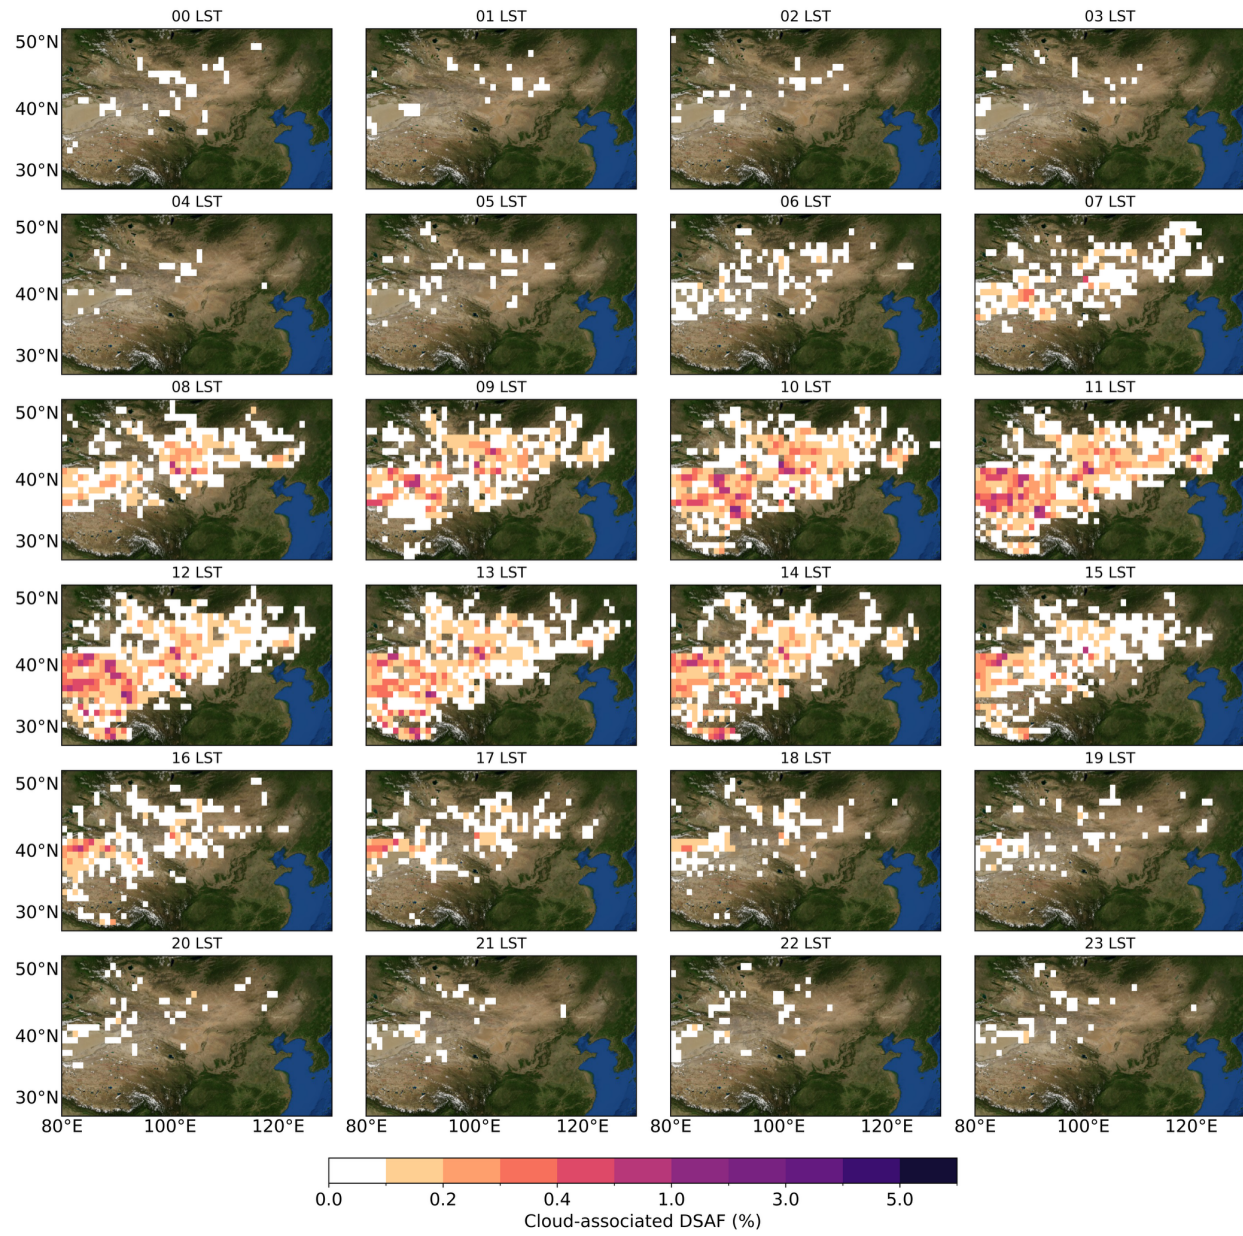 00 LST 01 LST 02 LST 03 LST
50°N
40°N
30°N
04 LST 05 LST 06 LST 07 LST
50°N
40°N
30°N
08 LST 09 LST 10 LST 11 LST
50°N
40°N
30°N
12 LST 13 LST 14 LST 15 LST
50°N
40°N
30°N
16 LST 17 LST 18 LST 19 LST
50°N
40°N
30°N
20 LST 21 LST 22 LST 23 LST
50°N
40°N
30°N
80°E 100°E 120°E 80°E 100°E 120°E 80°E 100°E 120°E 80°E 100°E 120°E
0.0 0.2 0.4 1.0 3.0 5.0
Cloud-associated DSAF (%)